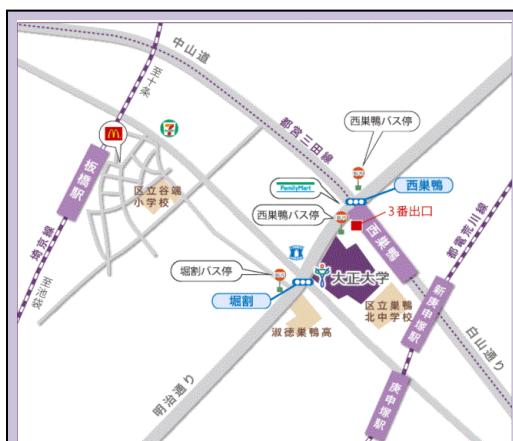 中山道
至十条
都営三田線
西巣鴨バス停
板橋駅
区立谷端
小学校
FamilyMart
西巣鴨
西巣鴨バス停
3番出口
都電荒川線
埼京線
西巣鴨
堀割バス停
大正大学
至池袋
堀割
区立巣鴨
北中学校
新庚申塚駅
淑徳巣鴨高
白山通り
明治通り
庚申塚駅